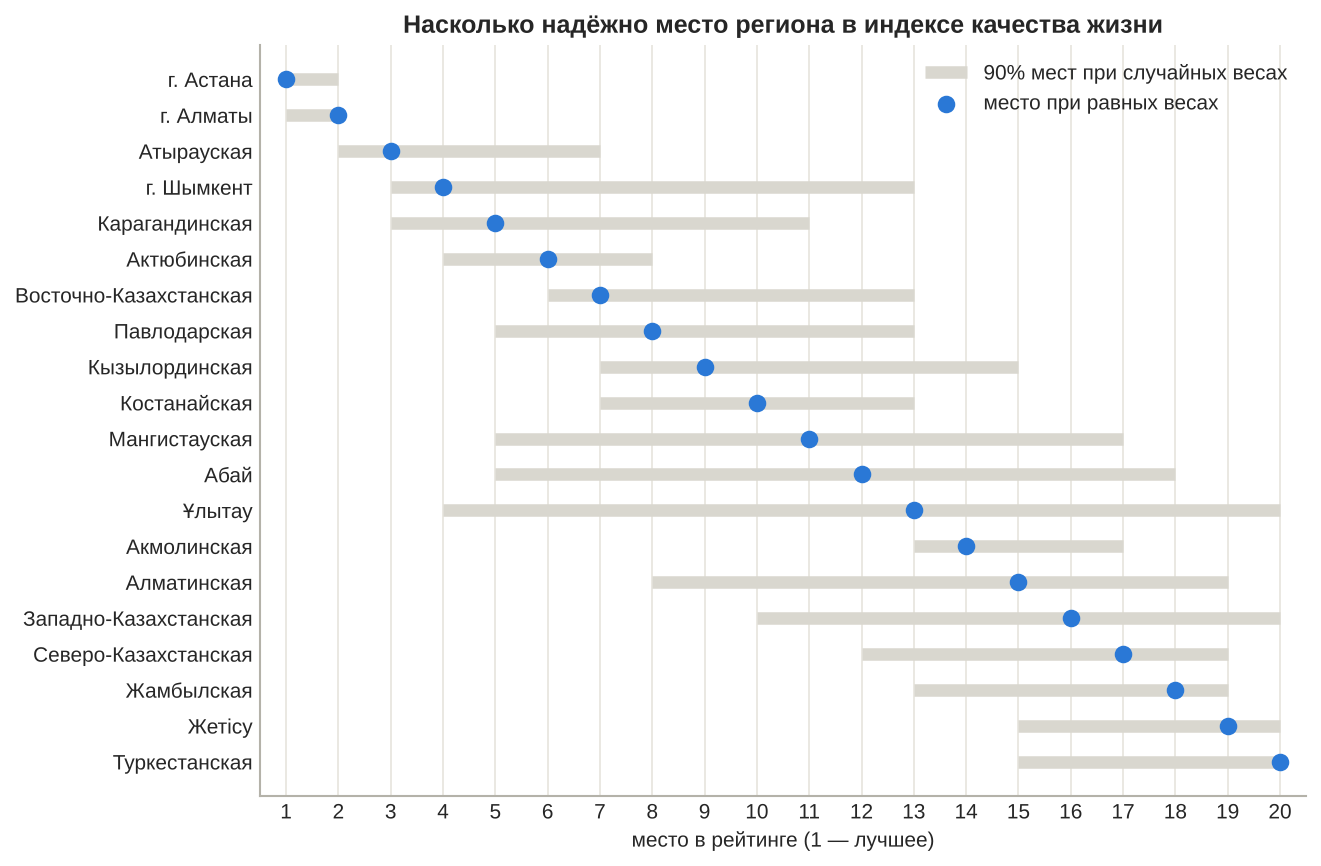 Насколько надёжно место региона в индексе качества жизни
90% мест при случайных весах
место при равных весах
г. Астана
г. Алматы
Атырауская
г. Шымкент
Карагандинская
Актюбинская
Восточно-Казахстанская
Павлодарская
Кызылординская
Костанайская
Мангистауская
Абай
Ұлытау
Акмолинская
Алматинская
Западно-Казахстанская
Северо-Казахстанская
Жамбылская
Жетісу
Туркестанская
1 2 3 4 5 6 7 8 9 10 11 12 13 14 15 16 17 18 19 20
место в рейтинге (1 — лучшее)